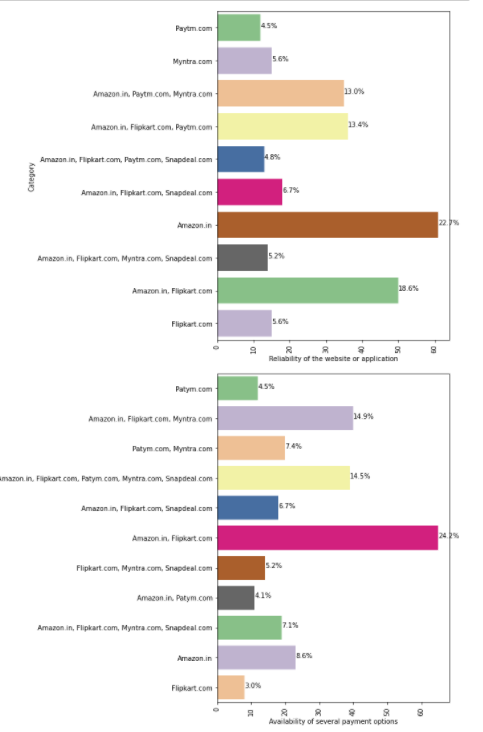 Paytm.com
4.5%
Myntra.com
5.6%
Amazon.in, Paytm.com, Myntra.com
13.0%
Amazon.in, Flipkart.com, Paytm.com
13.4%
Amazon.in, Flipkart.com, Paytm.com, Snapdeal.com
4.8%
Amazon.in, Flipkart.com, Snapdeal.com
6.7%
Amazon.in
22.7%
Amazon.in, Flipkart.com, Myntra.com, Snapdeal.com
5.2%
Amazon.in, Flipkart.com
18.6%
Flipkart.com
5.6%
Category
0 10 20 30 40 50 60
Reliability of the website or application
Patym.com
4.5%
Amazon.in, Flipkart.com, Myntra.com
14.9%
Patym.com, Myntra.com
7.4%
Amazon.in, Flipkart.com, Patym.com, Myntra.com, Snapdeal.com
14.5%
Amazon.in, Flipkart.com, Snapdeal.com
6.7%
Amazon.in, Flipkart.com
24.2%
Flipkart.com, Myntra.com, Snapdeal.com
5.2%
Amazon.in, Patym.com
4.1%
Amazon.in, Flipkart.com, Myntra.com, Snapdeal.com
7.1%
Amazon.in
8.6%
Flipkart.com
3.0%
0 10 20 30 40 50 60
Availability of several payment options